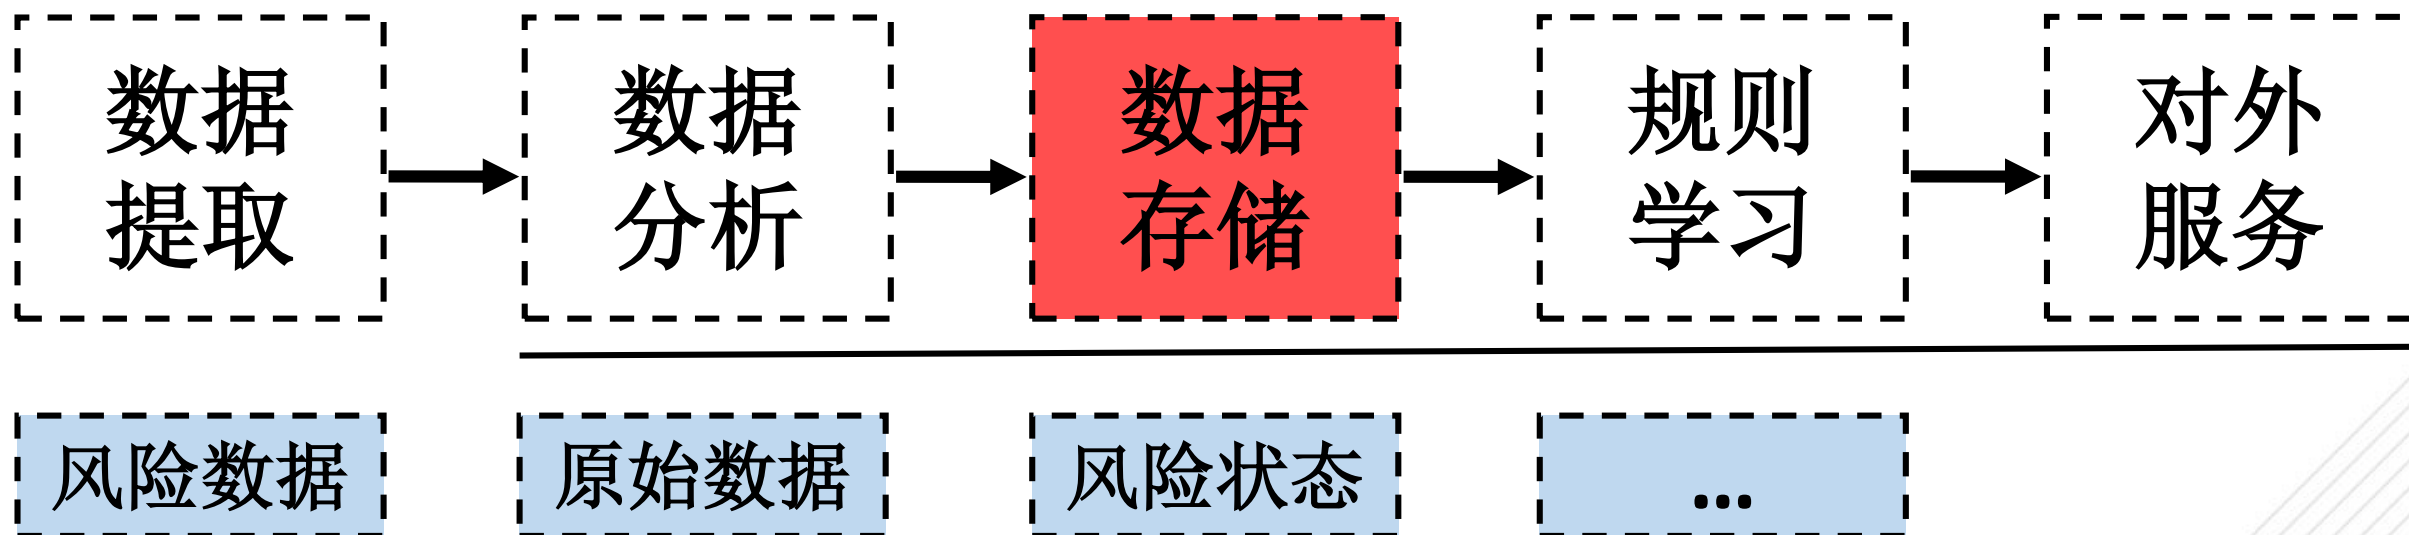 数据
提取
数据
分析
数据
存储
规则
学习
对外
服务
风险数据
原始数据
风险状态
...